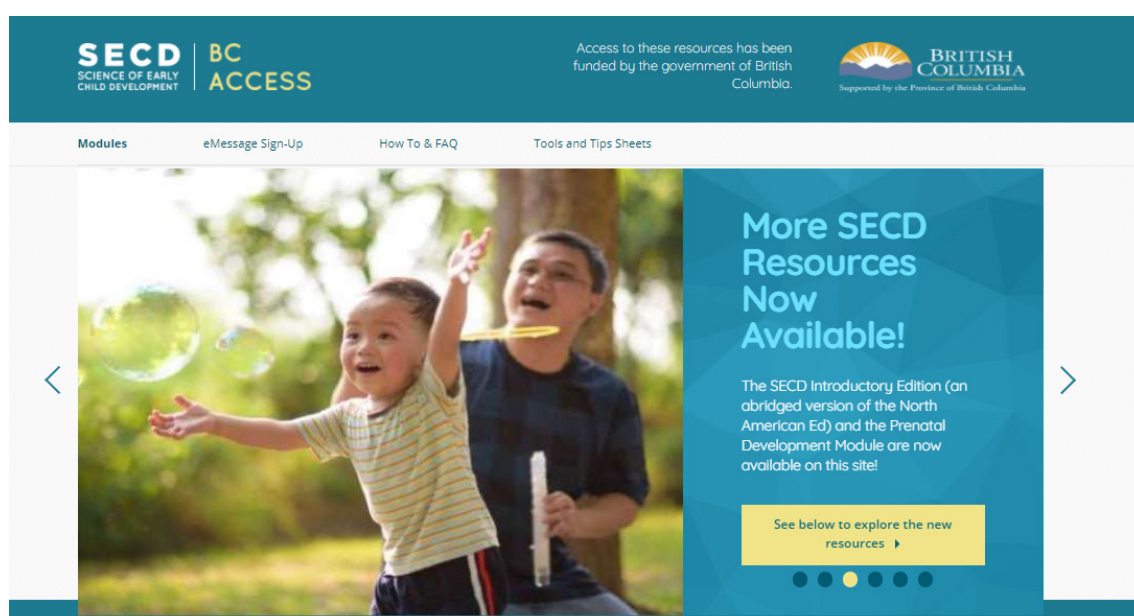 SECD
SCIENCE OF EARLY
CHILD DEVELOPMENT
BC
ACCESS
Access to these resources has been
funded by the government of British
Columbia.
BRITISH
COLUMBIA
Supported by the Province of British Columbia
Modules
eMessage Sign-Up
How To & FAQ
Tools and Tips Sheets
More SECD
Resources
Now
Available!
The SECD Introductory Edition (an
abridged version of the North
American Ed) and the Prenatal
Development Module are now
available on this site!
See below to explore the new
resources